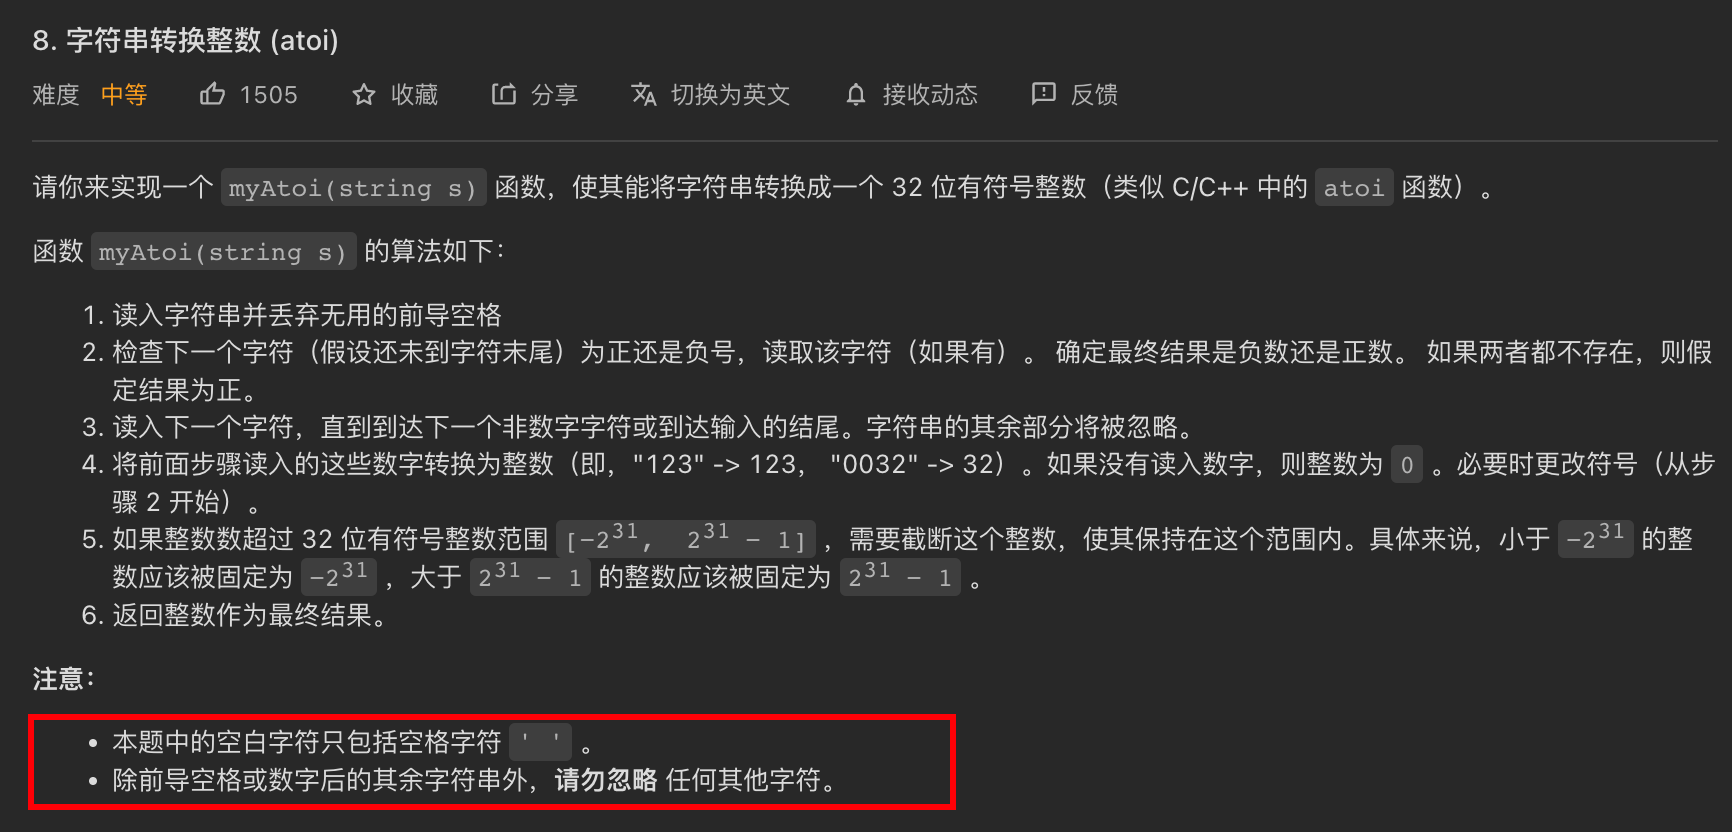 8. 字符串转换整数 (atoi)
难度 中等 1505 收藏 分享 切换为英文 接收动态 反馈
请你来实现一个 myAtoi(string s) 函数，使其能将字符串转换成一个 32 位有符号整数（类似 C/C++ 中的 atoi 函数）。
函数 myAtoi(string s) 的算法如下：
1. 读入字符串并丢弃无用的前导空格
2. 检查下一个字符（假设还未到字符末尾）为正还是负号，读取该字符（如果有）。 确定最终结果是负数还是正数。 如果两者都不存在，则假
定结果为正。
3. 读入下一个字符，直到到达下一个非数字字符或到达输入的结尾。字符串的其余部分将被忽略。
4. 将前面步骤读入的这些数字转换为整数（即，"123" -> 123， "0032" -> 32）。如果没有读入数字，则整数为 0 。必要时更改符号（从步
骤 2 开始）。
5. 如果整数数超过 32 位有符号整数范围 [−2³¹,  2³¹ − 1] ，需要截断这个整数，使其保持在这个范围内。具体来说，小于 −2³¹ 的整
数应该被固定为 −2³¹ ，大于 2³¹ − 1 的整数应该被固定为 2³¹ − 1 。
6. 返回整数作为最终结果。
注意：
• 本题中的空白字符只包括空格字符 ' ' 。
• 除前导空格或数字后的其余字符串外，请勿忽略 任何其他字符。